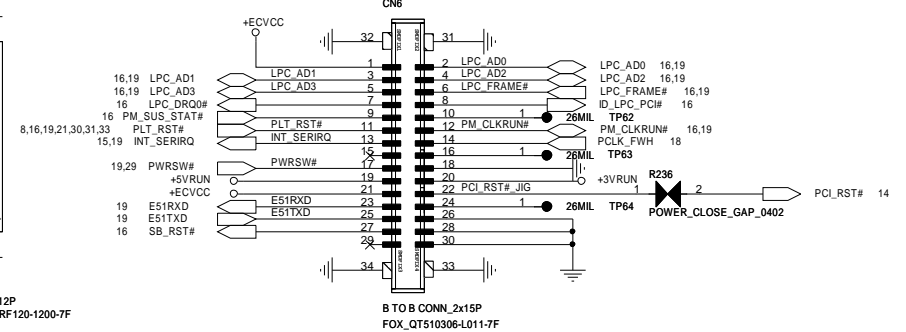 CN6
+ECVCC
32 31
1 2 LPC_AD0 LPC_AD0 16,19
16,19 LPC_AD1 LPC_AD1 3 4 LPC_AD2 LPC_AD2 16,19
16,19 LPC_AD3 LPC_AD3 5 6 LPC_FRAME# LPC_FRAME# 16,19
16 LPC_DRQ0# 7 8 ID_LPC_PCI# 16
16 PM_SUS_STAT# 9 10 1 26MIL TP62
8,16,19,21,30,31,33 PLT_RST# PLT_RST# 11 12 PM_CLKRUN# PM_CLKRUN# 16,19
15,19 INT_SERIRQ INT_SERIRQ 13 14 PCLK_FWH 18
15 16 1 26MIL TP63
19,29 PWRSW# PWRSW# 17 18
+5VRUN 19 20 +3VRUN
R236
+ECVCC 21 22 PCI_RST#_JIG 1 2 PCI_RST# 14
19 E51RXD E51RXD 23 24 1 26MIL TP64
POWER_CLOSE_GAP_0402
19 E51TXD E51TXD 25 26
16 SB_RST# 27 28
29 30
34 33
12P
RF120-1200-7F
B TO B CONN_2x15P
FOX_QT510306-L011-7F